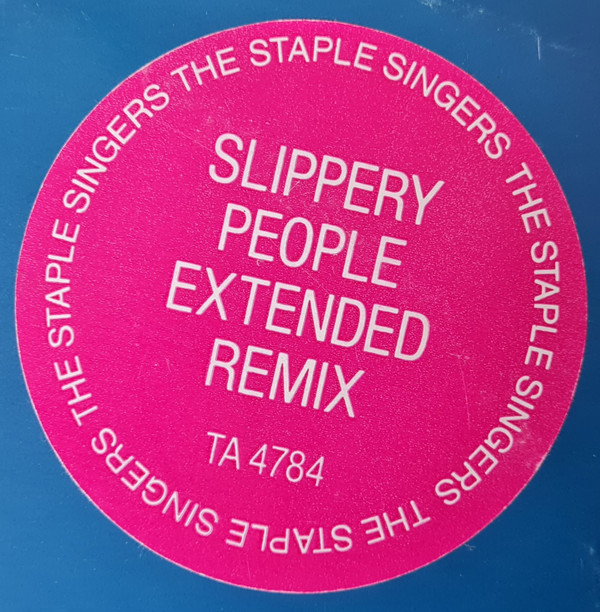 THE STAPLE SINGERS THE STAPLE SINGERS THE STAPLE SINGERS THE STAPLE SINGERS
SLIPPERY
PEOPLE
EXTENDED
REMIX
TA 4784